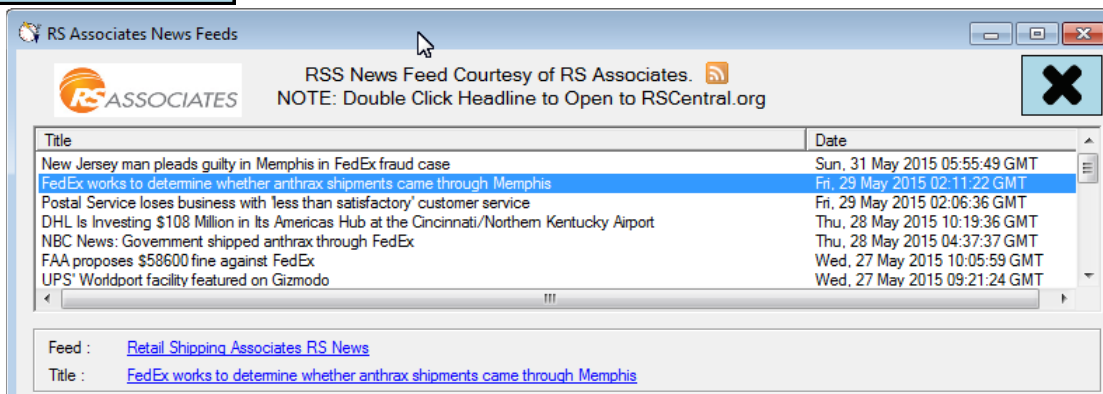 RS Associates News Feeds
RS ASSOCIATES
RSS News Feed Courtesy of RS Associates.
NOTE: Double Click Headline to Open to RSCentral.org
Title Date
New Jersey man pleads guilty in Memphis in FedEx fraud case Sun, 31 May 2015 05:55:49 GMT
FedEx works to determine whether anthrax shipments came through Memphis Fri, 29 May 2015 02:11:22 GMT
Postal Service loses business with 'less than satisfactory' customer service Fri, 29 May 2015 02:06:36 GMT
DHL Is Investing $108 Million in Its Americas Hub at the Cincinnati/Northern Kentucky Airport Thu, 28 May 2015 10:19:36 GMT
NBC News: Government shipped anthrax through FedEx Thu, 28 May 2015 04:37:37 GMT
FAA proposes $58600 fine against FedEx Wed, 27 May 2015 10:05:59 GMT
UPS' Worldport facility featured on Gizmodo Wed, 27 May 2015 09:21:24 GMT
Feed : Retail Shipping Associates RS News
Title : FedEx works to determine whether anthrax shipments came through Memphis